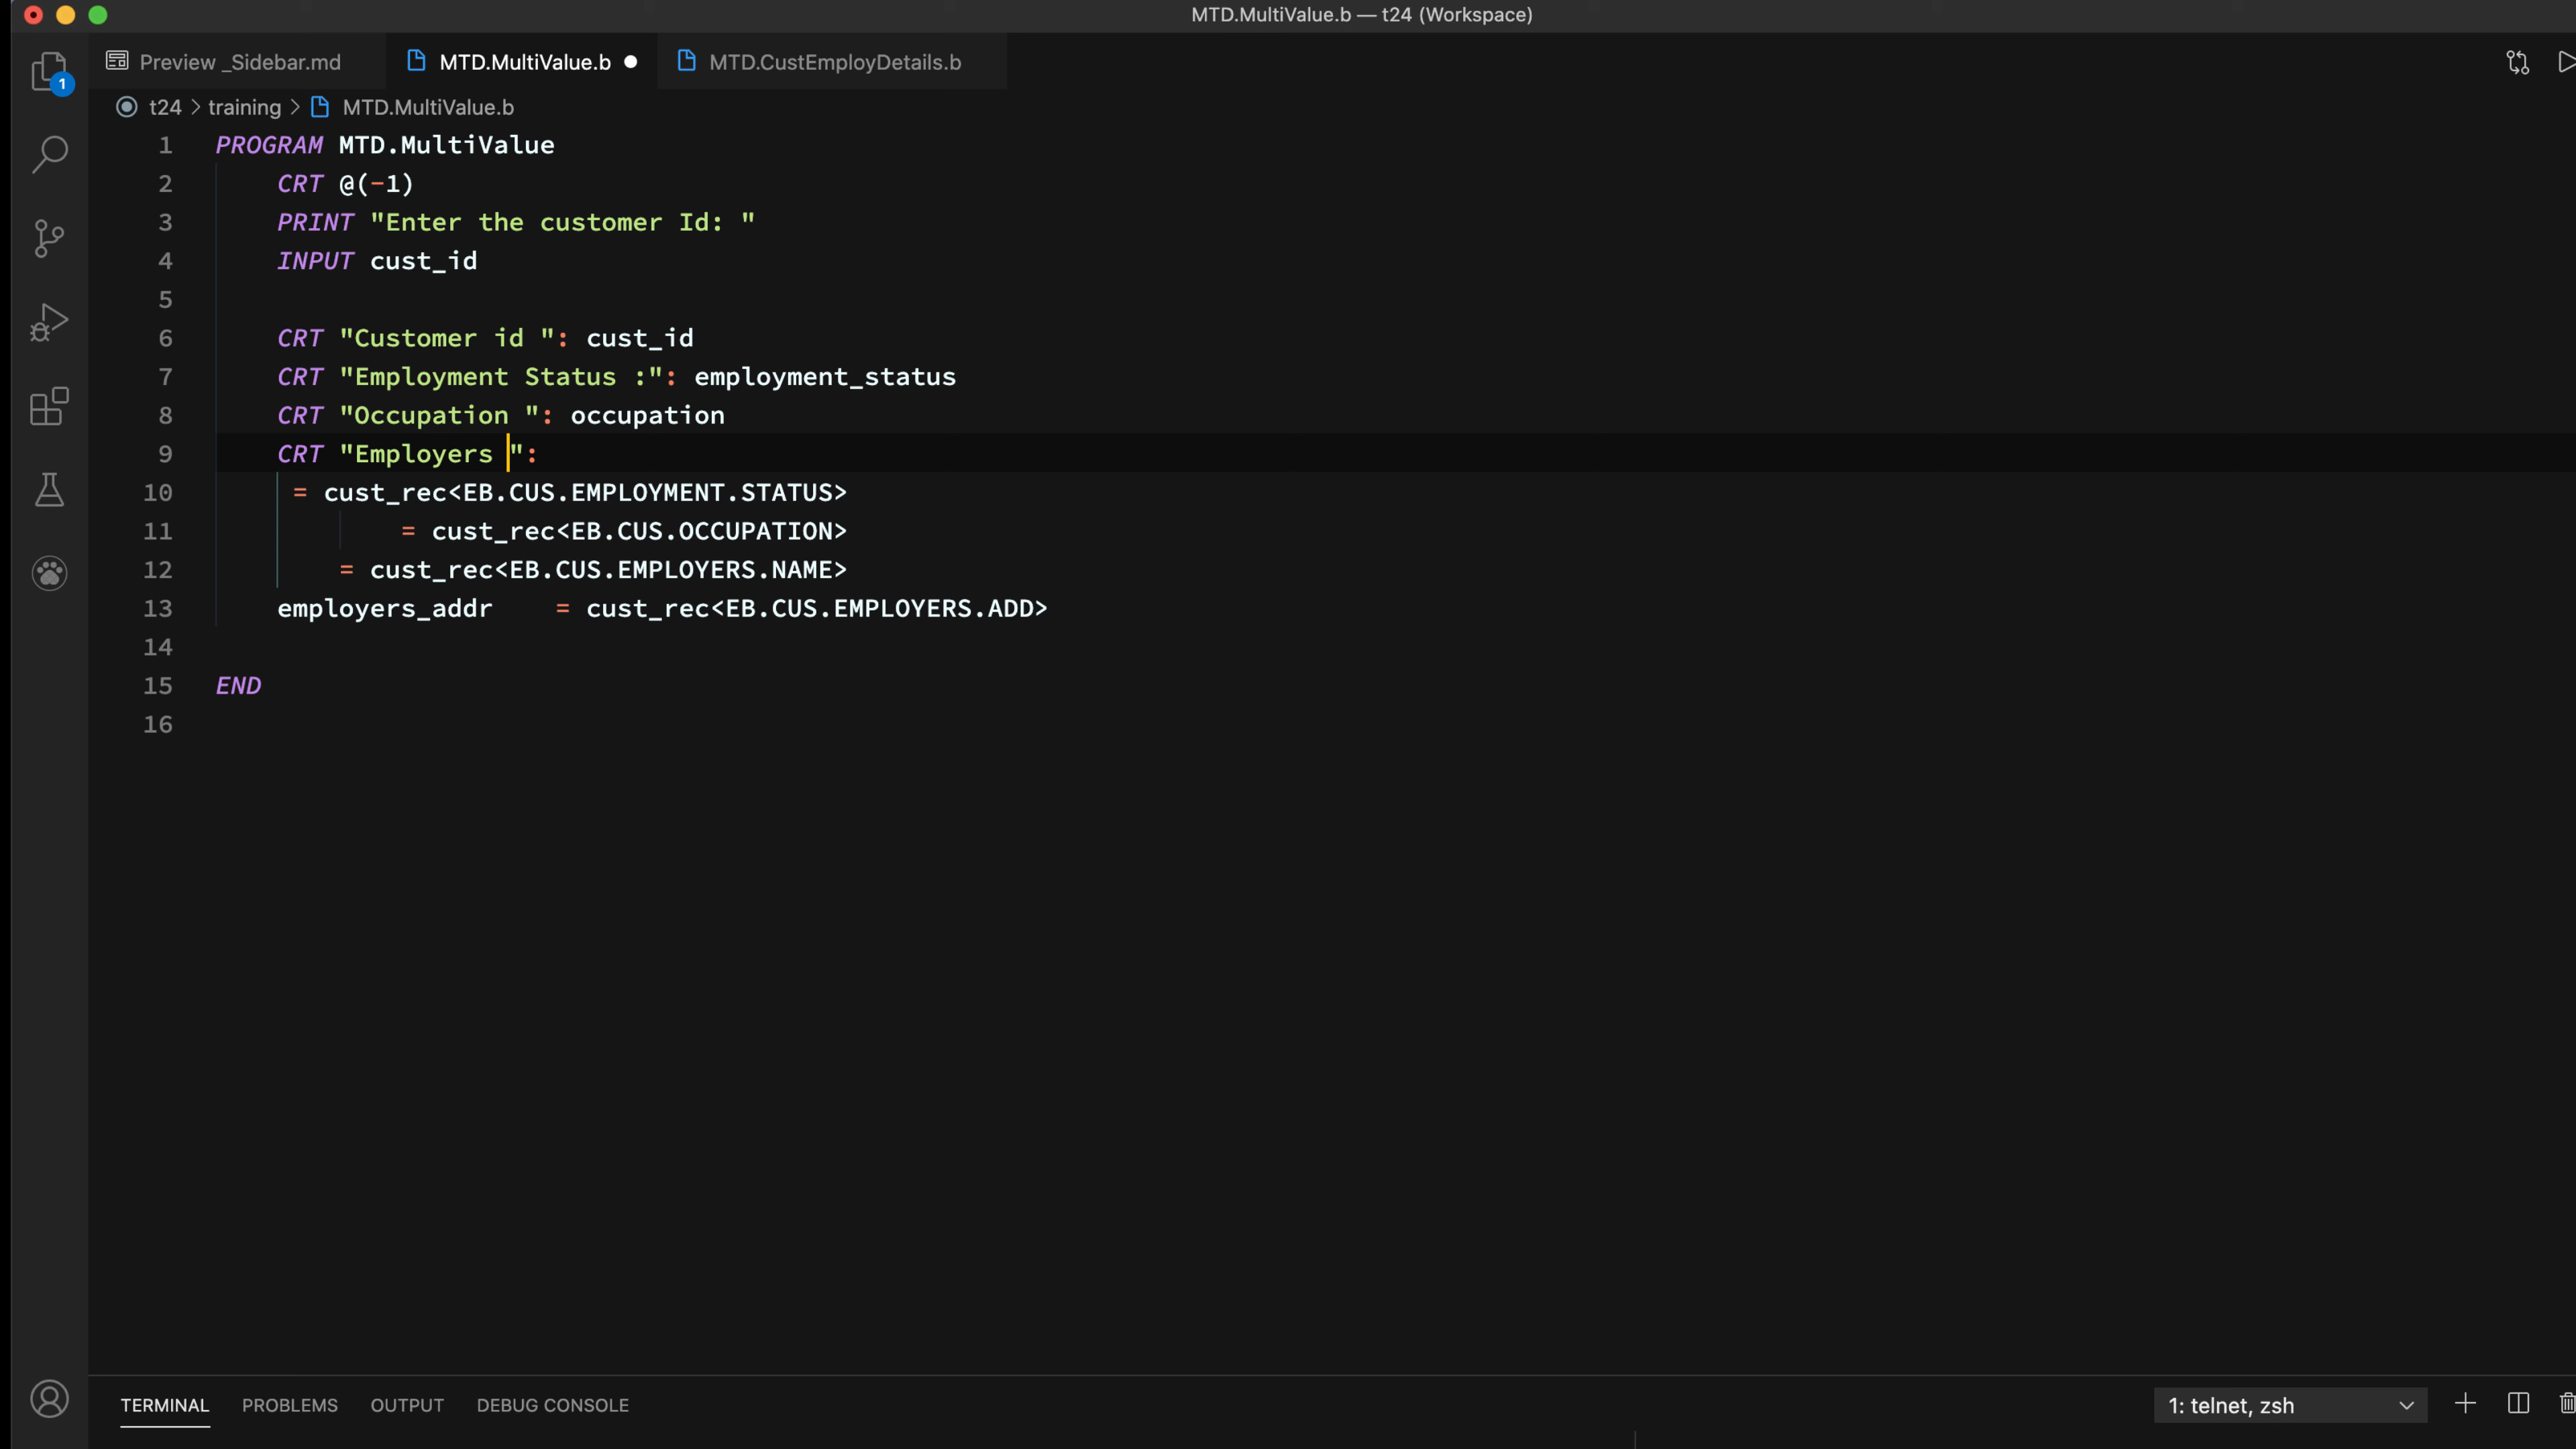 MTD.MultiValue.b — t24 (Workspace)
Preview _Sidebar.md
MTD.MultiValue.b
MTD.CustEmployDetails.b
1
t24 > training > MTD.MultiValue.b
1 PROGRAM MTD.MultiValue
2 CRT @(-1)
3 PRINT "Enter the customer Id: "
4 INPUT cust_id
5
6 CRT "Customer id ": cust_id
7 CRT "Employment Status :": employment_status
8 CRT "Occupation ": occupation
9 CRT "Employers ":
10 = cust_rec<EB.CUS.EMPLOYMENT.STATUS>
11 = cust_rec<EB.CUS.OCCUPATION>
12 = cust_rec<EB.CUS.EMPLOYERS.NAME>
13 employers_addr = cust_rec<EB.CUS.EMPLOYERS.ADD>
14
15 END
16
TERMINAL PROBLEMS OUTPUT DEBUG CONSOLE
1: telnet, zsh